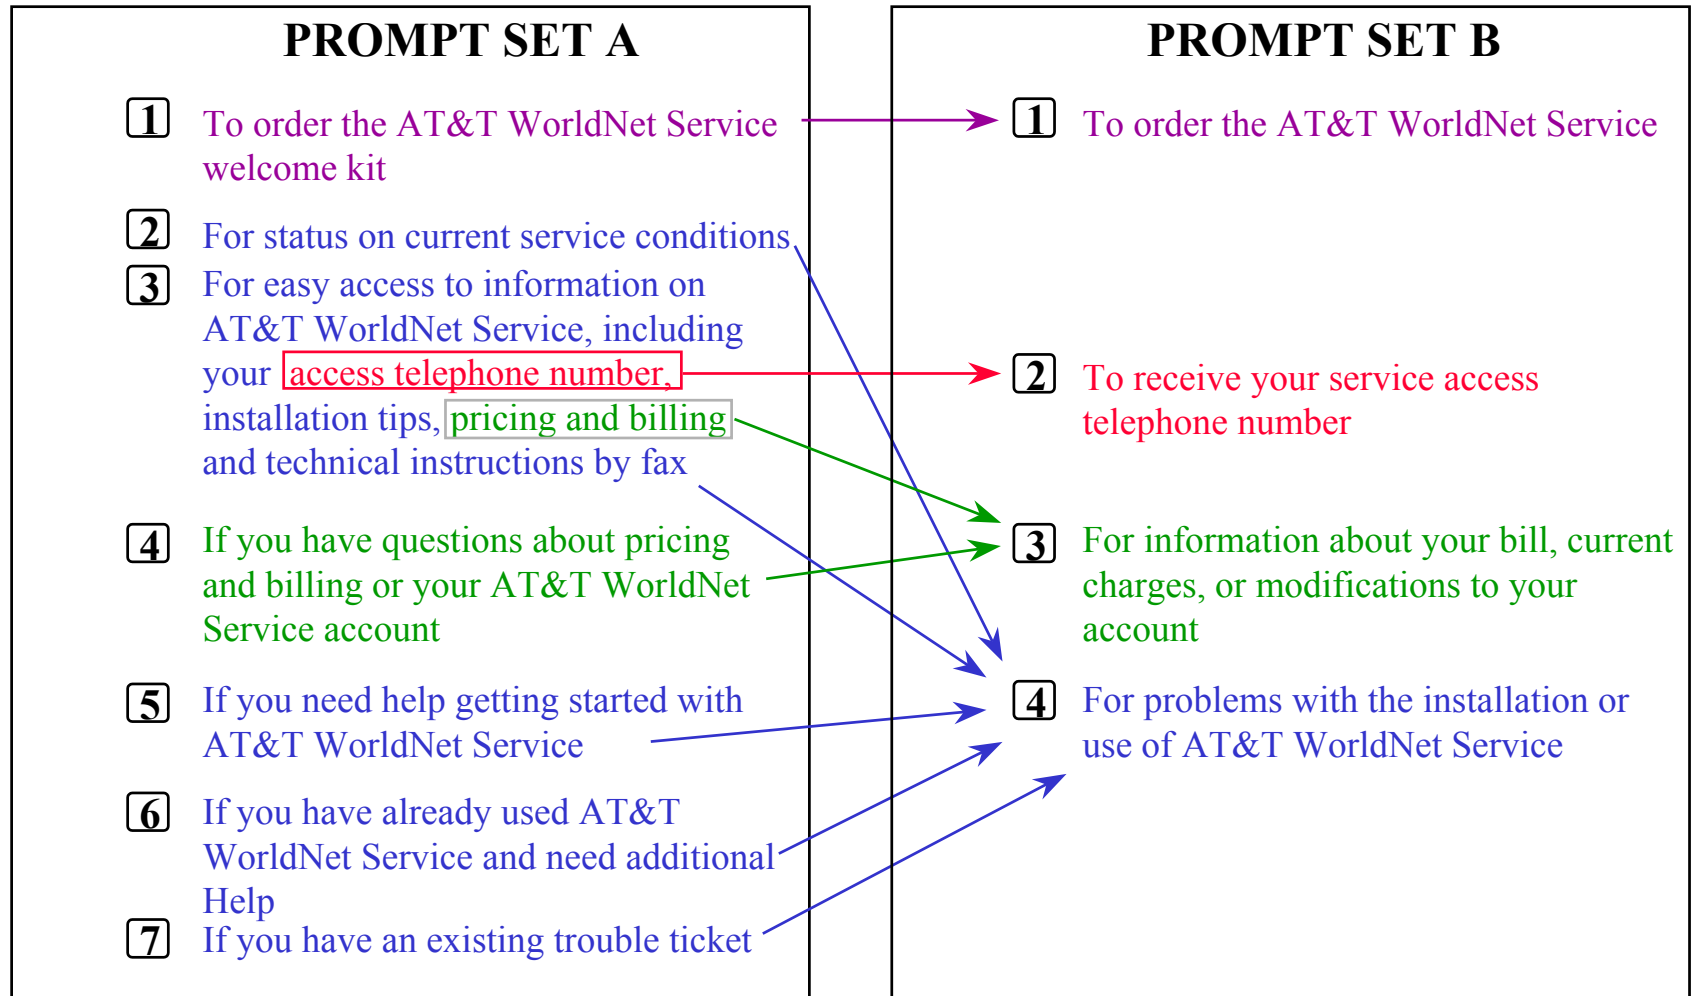 PROMPT SET A
1 To order the AT&T WorldNet Service
welcome kit
2 For status on current service conditions
3 For easy access to information on
AT&T WorldNet Service, including
your access telephone number,
installation tips, pricing and billing
and technical instructions by fax
4 If you have questions about pricing
and billing or your AT&T WorldNet
Service account
5 If you need help getting started with
AT&T WorldNet Service
6 If you have already used AT&T
WorldNet Service and need additional
Help
7 If you have an existing trouble ticket
PROMPT SET B
1 To order the AT&T WorldNet Service
2 To receive your service access
telephone number
3 For information about your bill, current
charges, or modifications to your
account
4 For problems with the installation or
use of AT&T WorldNet Service